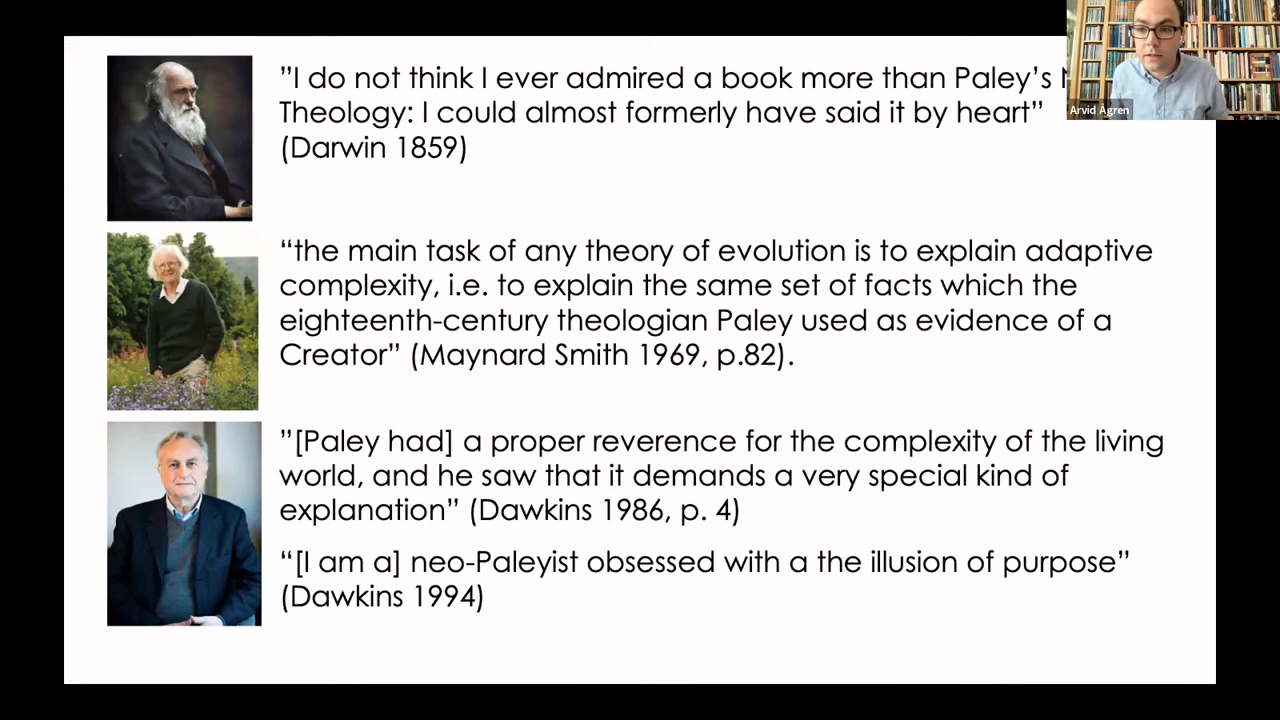 ”I do not think I ever admired a book more than Paley’s
Theology: I could almost formerly have said it by heart”
(Darwin 1859)
“the main task of any theory of evolution is to explain adaptive
complexity, i.e. to explain the same set of facts which the
eighteenth-century theologian Paley used as evidence of a
Creator” (Maynard Smith 1969, p.82).
”[Paley had] a proper reverence for the complexity of the living
world, and he saw that it demands a very special kind of
explanation” (Dawkins 1986, p. 4)
“[I am a] neo-Paleyist obsessed with a the illusion of purpose”
(Dawkins 1994)
Arvid Ågren